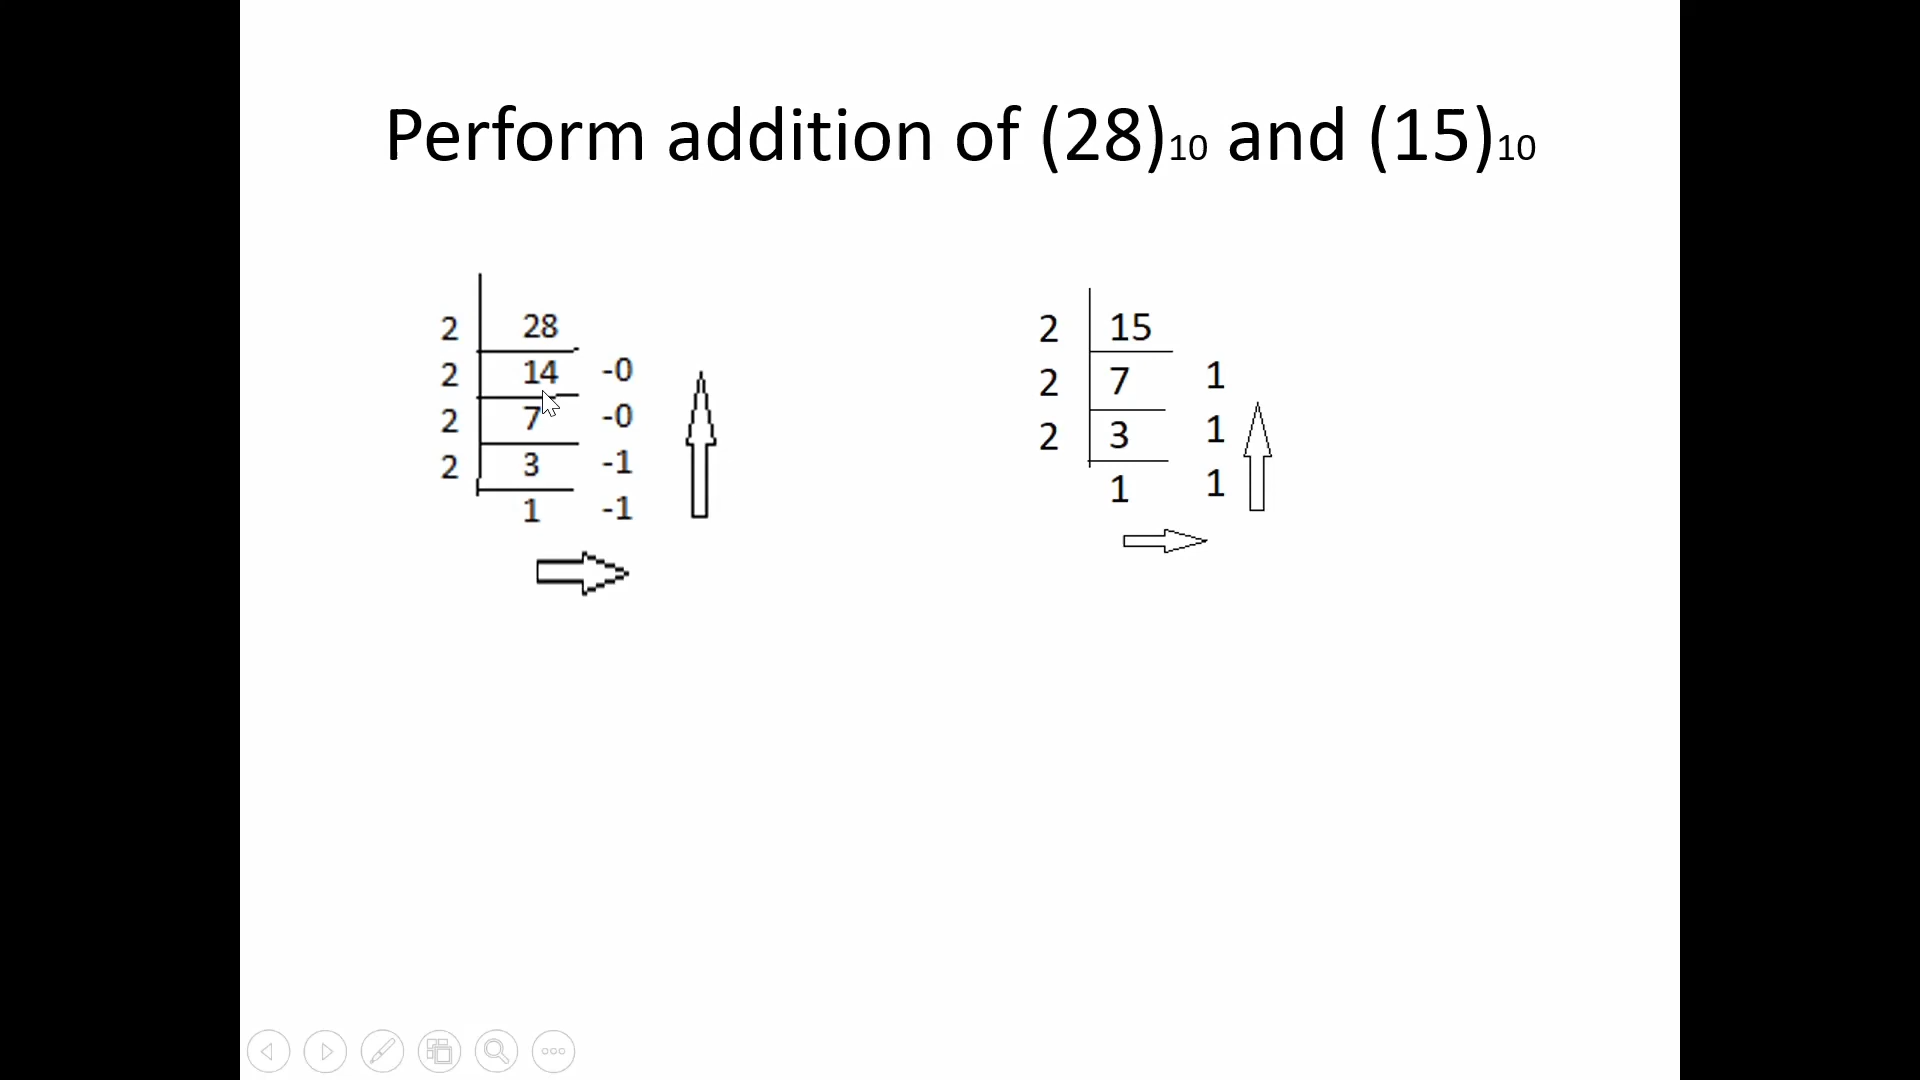 Perform addition of (28)10 and (15)10
2 28
2 14 -0
2 7 -0
2 3 -1
1 -1
2 15
2 7 1
2 3 1
1 1